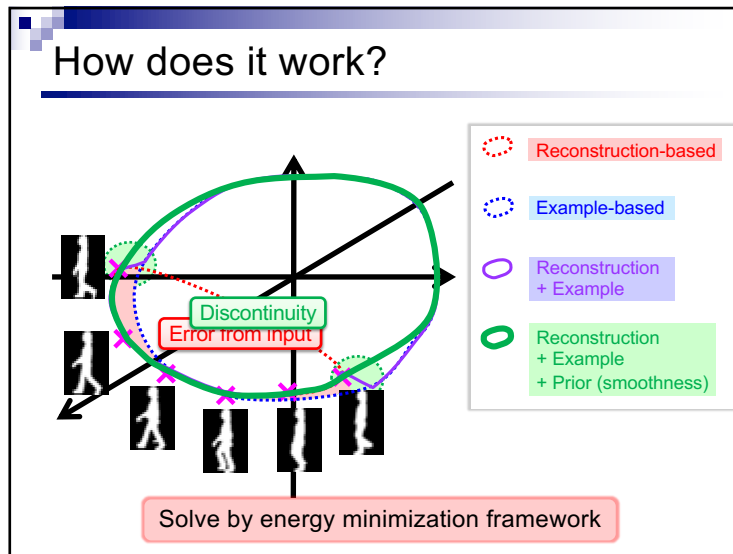 How does it work?
Reconstruction-based
Example-based
Reconstruction
+ Example
Reconstruction
+ Example
+ Prior (smoothness)
Discontinuity
Error from input
Solve by energy minimization framework